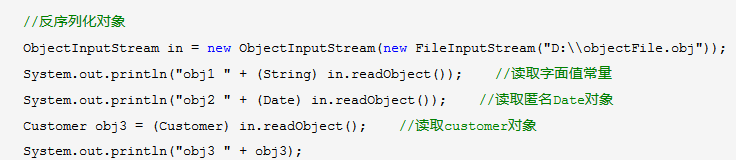 //反序列化对象
ObjectInputStream in = new ObjectInputStream(new FileInputStream("D:\\objectFile.obj"));
System.out.println("obj1 " + (String) in.readObject());    //读取字面值常量
System.out.println("obj2 " + (Date) in.readObject());    //读取匿名Date对象
Customer obj3 = (Customer) in.readObject();    //读取customer对象
System.out.println("obj3 " + obj3);